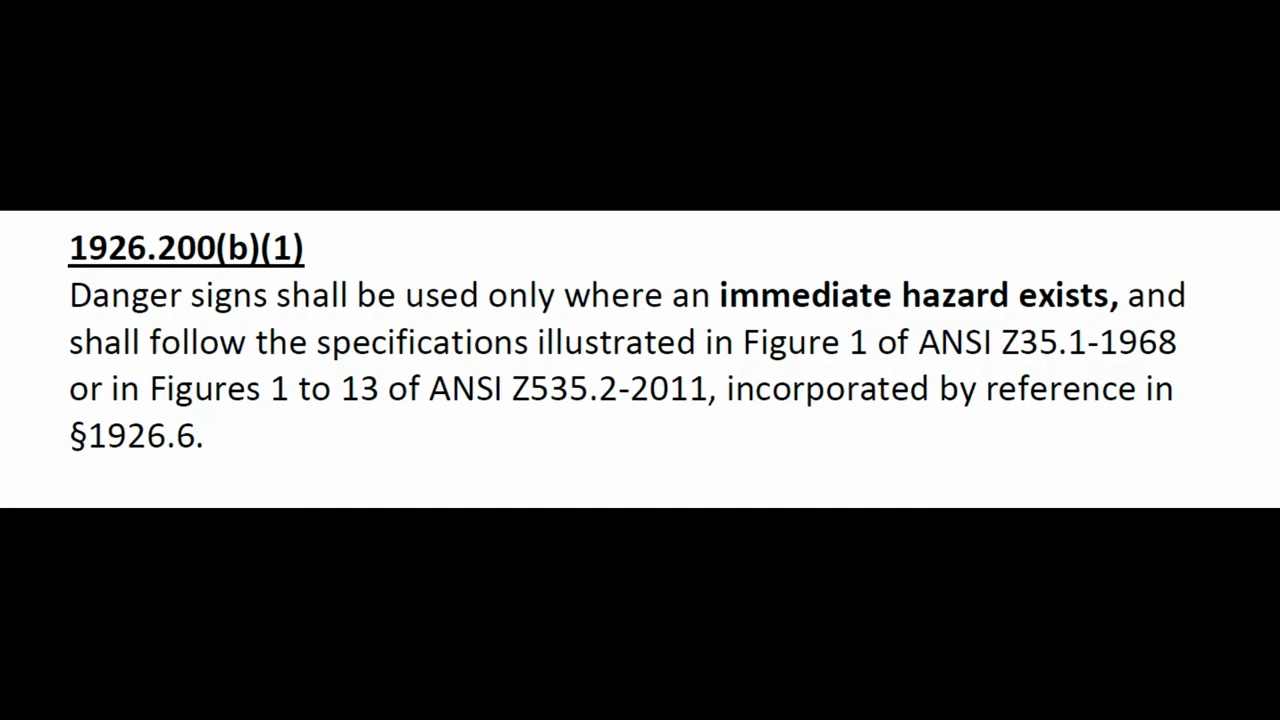 1926.200(b)(1)
Danger signs shall be used only where an immediate hazard exists, and
shall follow the specifications illustrated in Figure 1 of ANSI Z35.1-1968
or in Figures 1 to 13 of ANSI Z535.2-2011, incorporated by reference in
§1926.6.